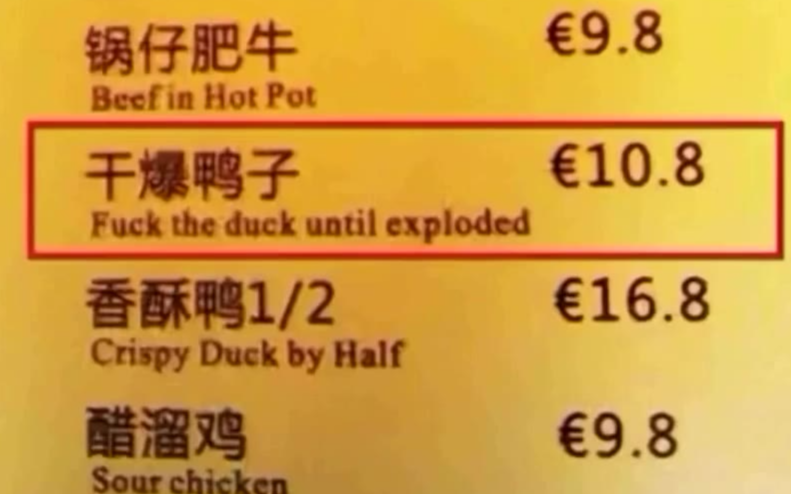 锅仔肥牛 €9.8
Beef in Hot Pot
干爆鸭子 €10.8
Fuck the duck until exploded
香酥鸭1/2 €16.8
Crispy Duck by Half
醋溜鸡 €9.8
Sour chicken